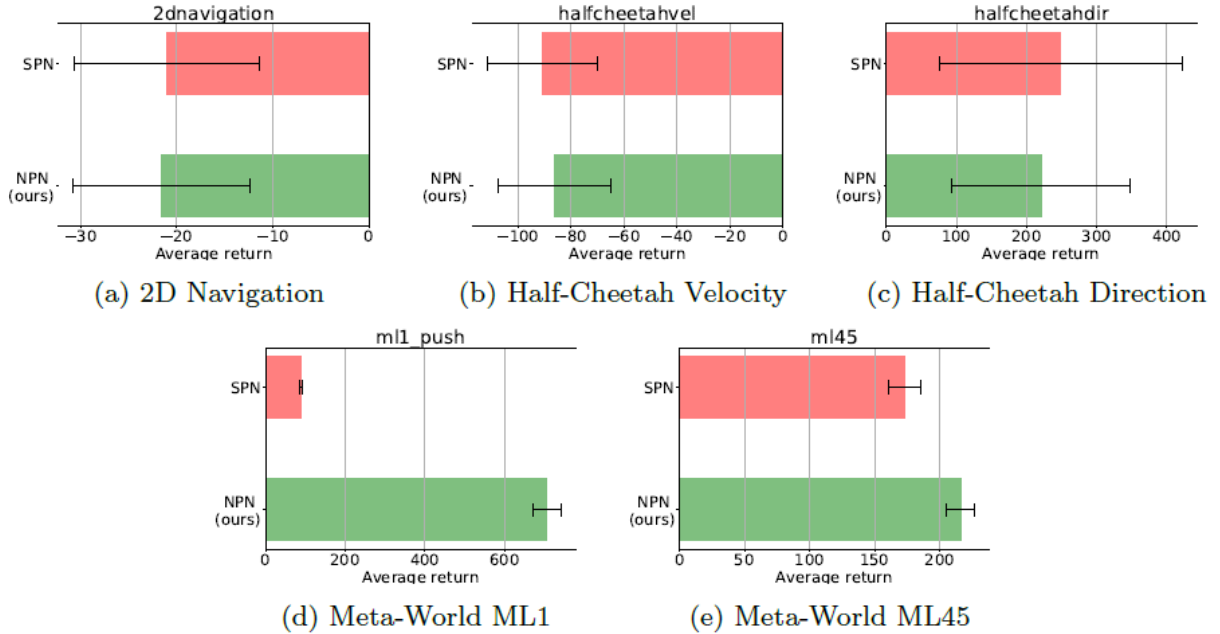 2dnavigation
SPN
NPN
(ours)
−30 −20 −10 0
Average return
(a) 2D Navigation
halfcheetahvel
SPN
NPN
(ours)
−100 −80 −60 −40 −20 0
Average return
(b) Half-Cheetah Velocity
halfcheetahdir
SPN
NPN
(ours)
0 100 200 300 400
Average return
(c) Half-Cheetah Direction
ml1_push
SPN
NPN
(ours)
0 200 400 600
Average return
(d) Meta-World ML1
ml45
SPN
NPN
(ours)
0 50 100 150 200
Average return
(e) Meta-World ML45